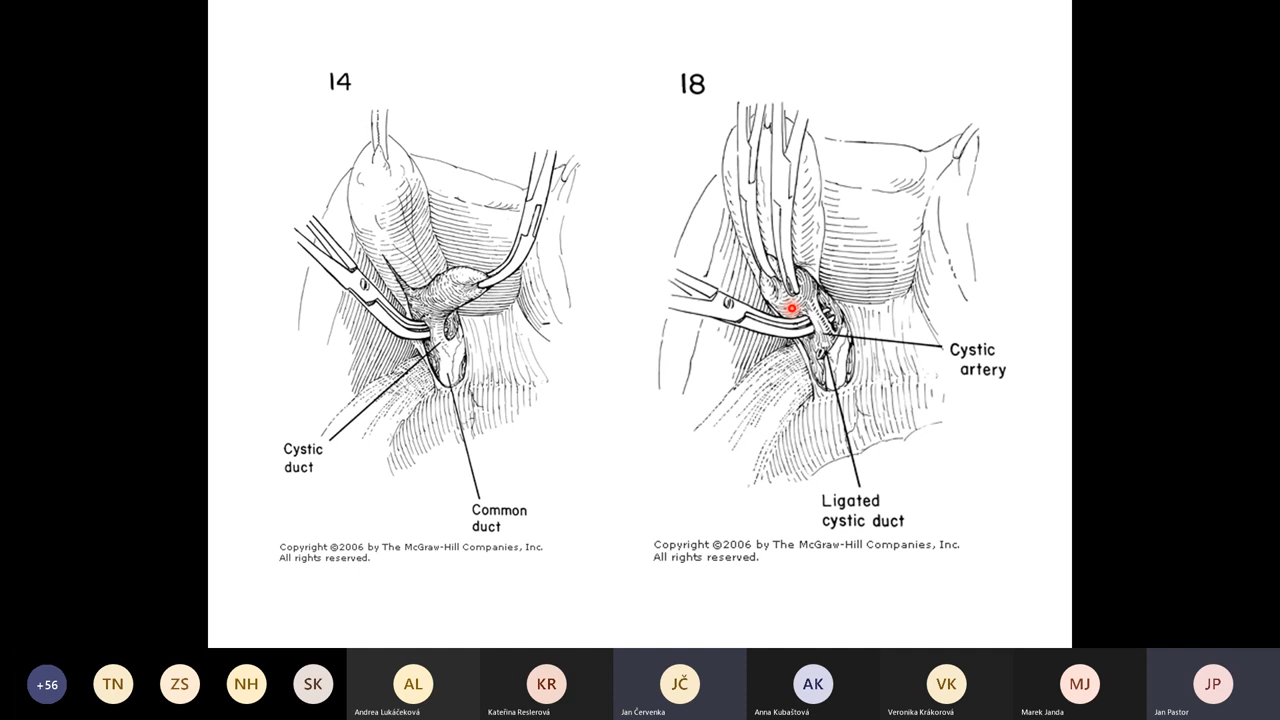 14
18
Cystic
artery
Cystic
duct
Common
duct
Ligated
cystic duct
Copyright ©2006 by The McGraw-Hill Companies, Inc.
All rights reserved.
Copyright ©2006 by The McGraw-Hill Companies, Inc.
All rights reserved.
+56
TN
ZS
NH
SK
AL
KR
JČ
AK
VK
MJ
JP
Andrea Lukáčeková
Kateřina Reslerová
Jan Červenka
Anna Kubaštová
Veronika Krákorová
Marek Janda
Jan Pastor